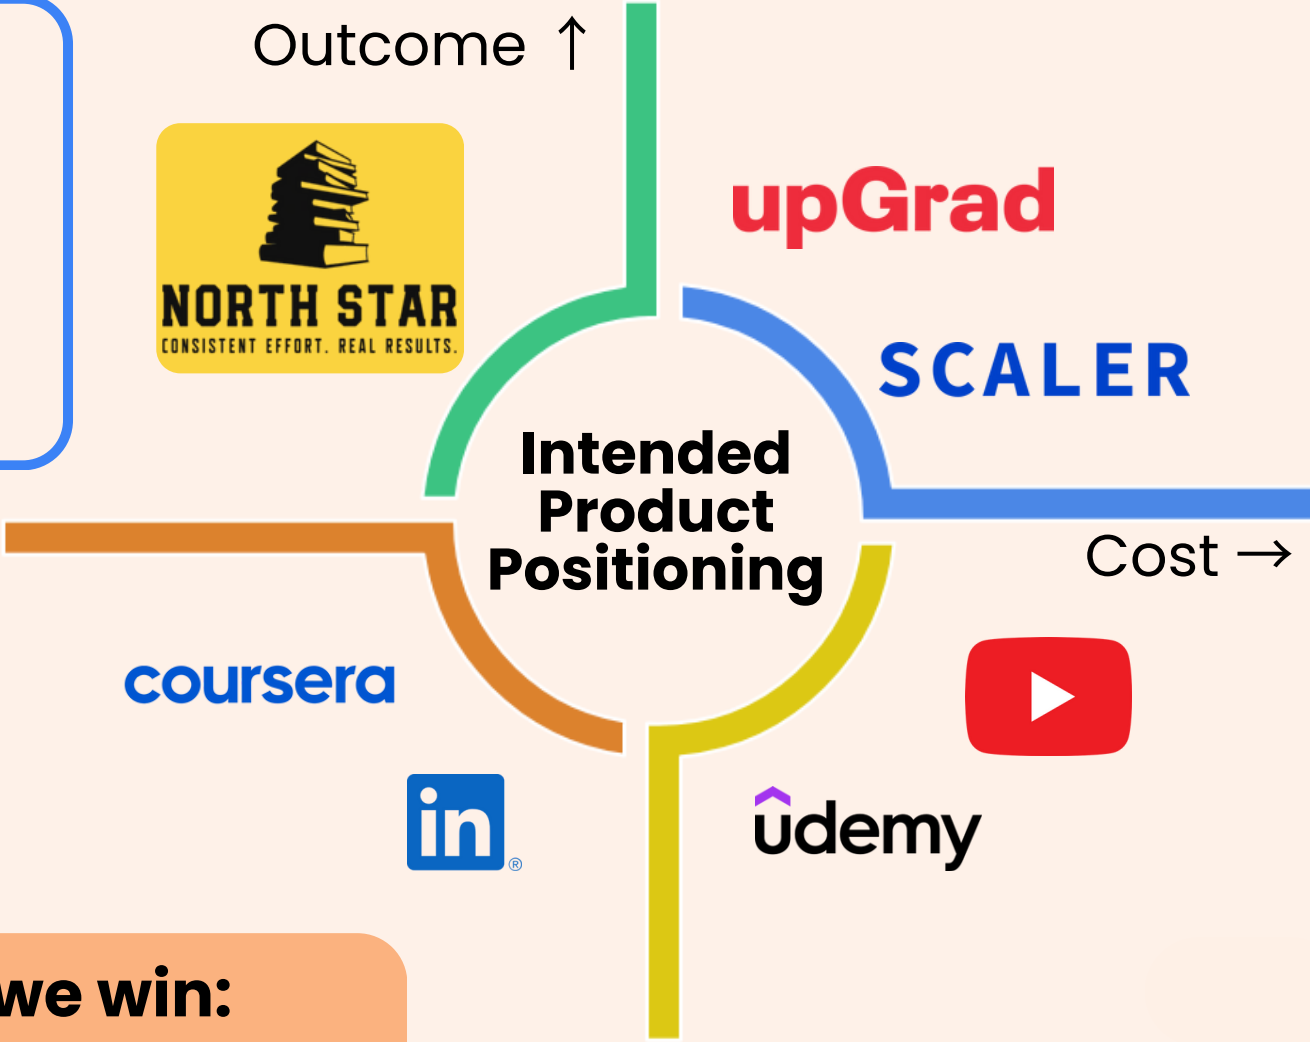 Outcome ↑
NORTH STAR
CONSISTENT EFFORT. REAL RESULTS.
upGrad
SCALER
Intended
Product
Positioning
Cost →
coursera
in®
udemy
we win: